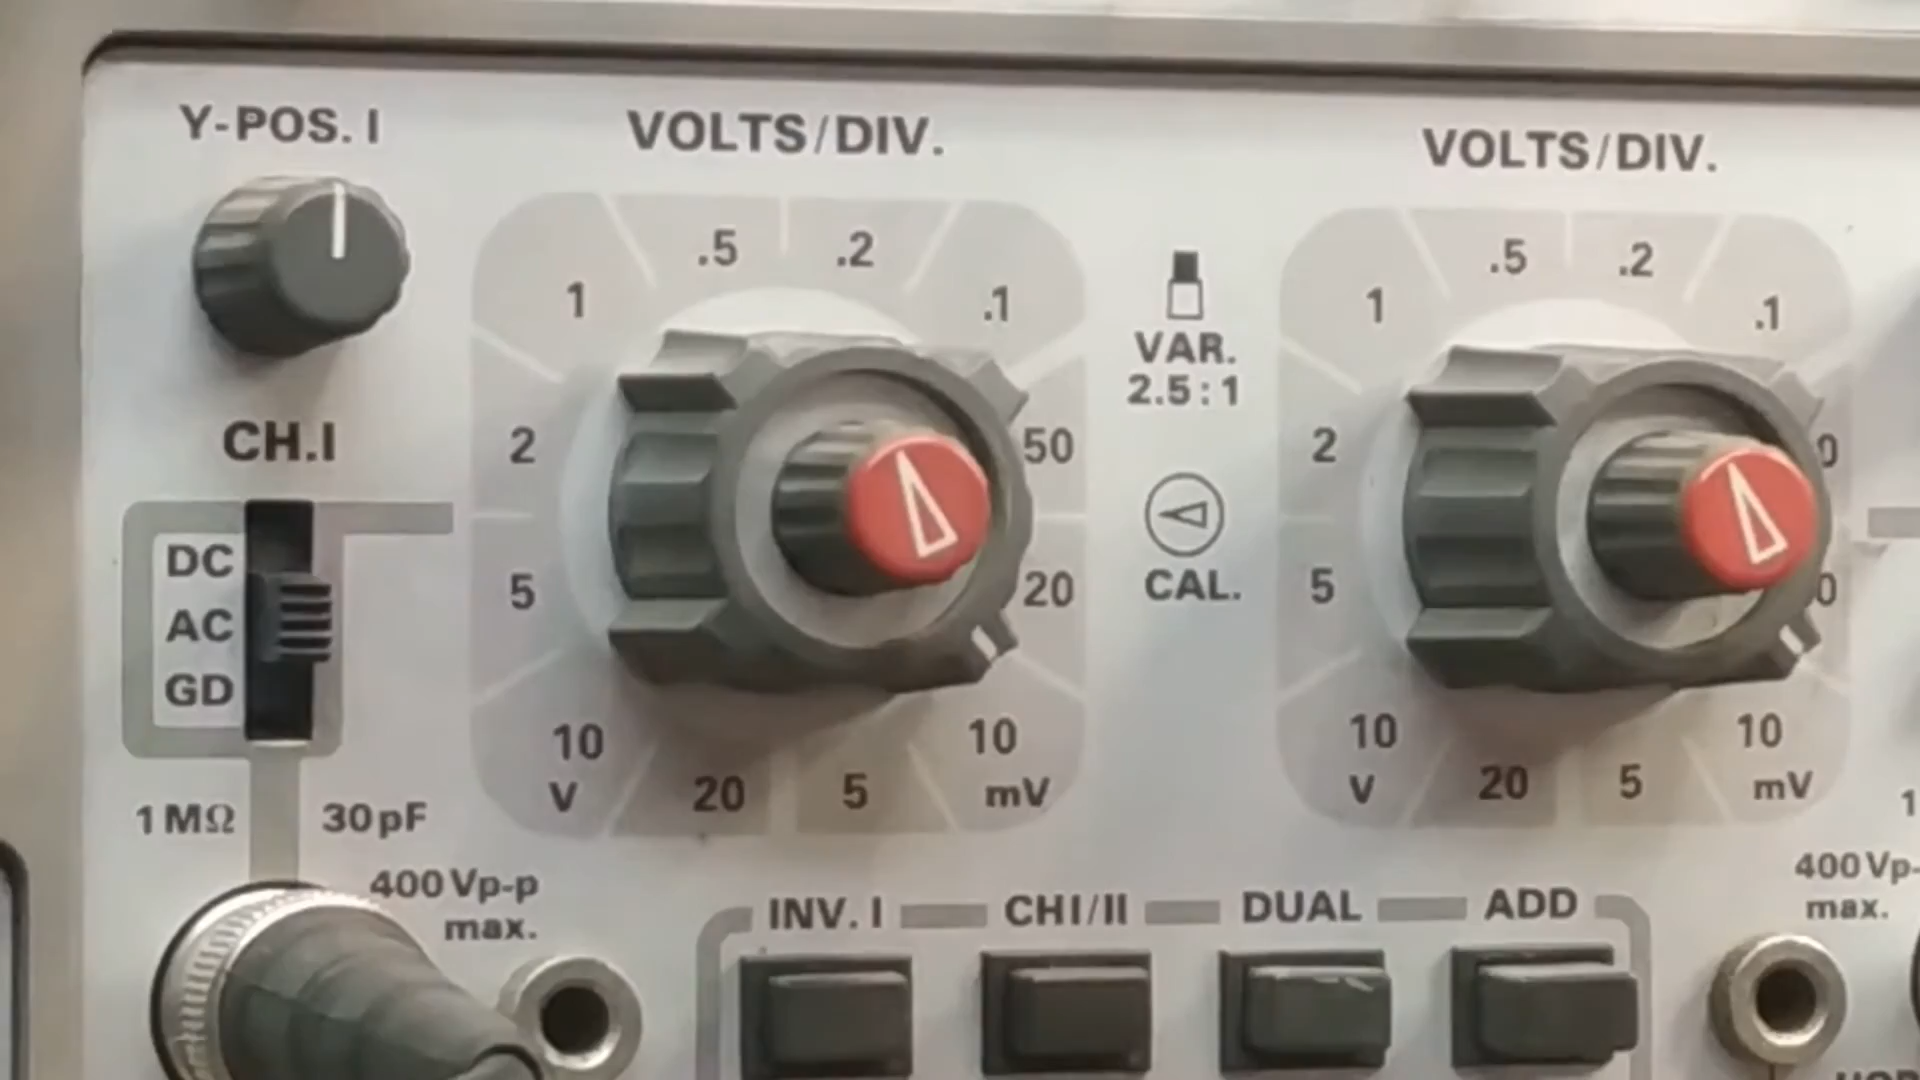 Y-POS. I
VOLTS/DIV.
VOLTS/DIV.
.5 .2
1 .1
2 50
5 20
10 10
V 20 5 mV
VAR.
2.5 : 1
CAL.
.5 .2
1 .1
2
5
10 10
V 20 5 mV
CH.I
DC
AC
GD
1 MΩ 30 pF
400 Vp-p
max.
INV. I CHI/II DUAL ADD
400 Vp-
max.